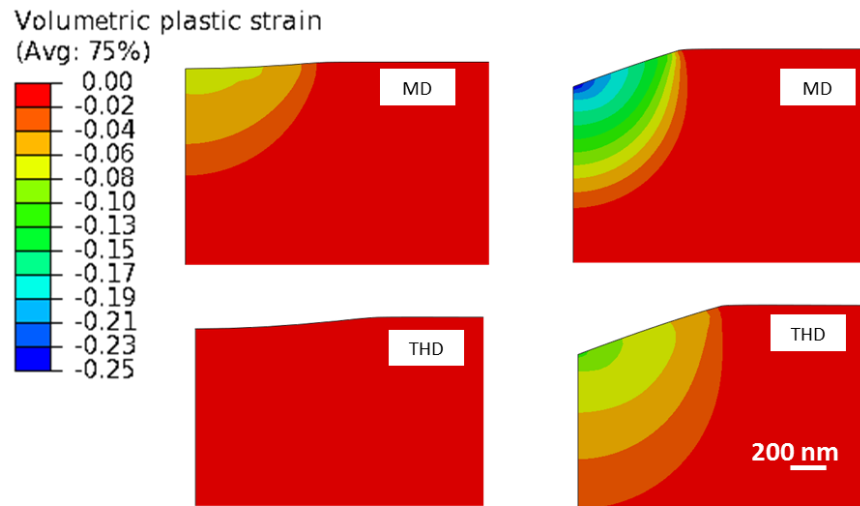 Volumetric plastic strain
(Avg: 75%)
0.00
-0.02
-0.04
-0.06
-0.08
-0.10
-0.13
-0.15
-0.17
-0.19
-0.21
-0.23
-0.25
MD
MD
THD
THD
200 nm